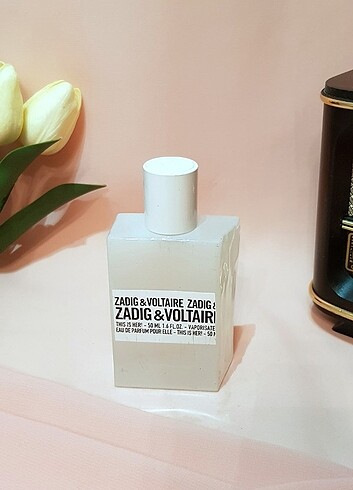 ZADIG & VOLTAIRE ZADIG &
ZADIG & VOLTAIR
THIS IS HER! – 50 ML 1.6 FL.OZ. – VAPORISATE
EAU DE PARFUM POUR ELLE – THIS IS HER! – 50